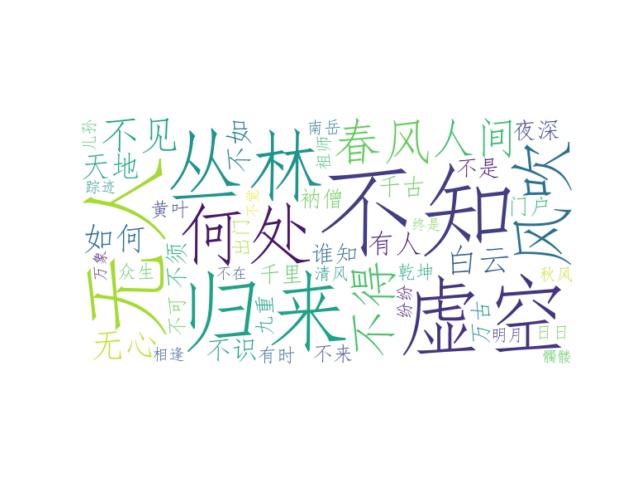 儿孙
不见
不如
南岳
祖师
春风
人间
夜深
天地
丛林
不是
风吹
踪迹
无人
黄叶
出门
不觉
衲僧
千古
不知
门户
何处
终是
如何
谁知
有人
白云
万象
众生
不须
不在
千里
清风
不得
乾坤
秋风
归来
纷纷
虚空
不可
九重
万古
无心
相逢
不识
有时
不来
明月
日日
髑髅